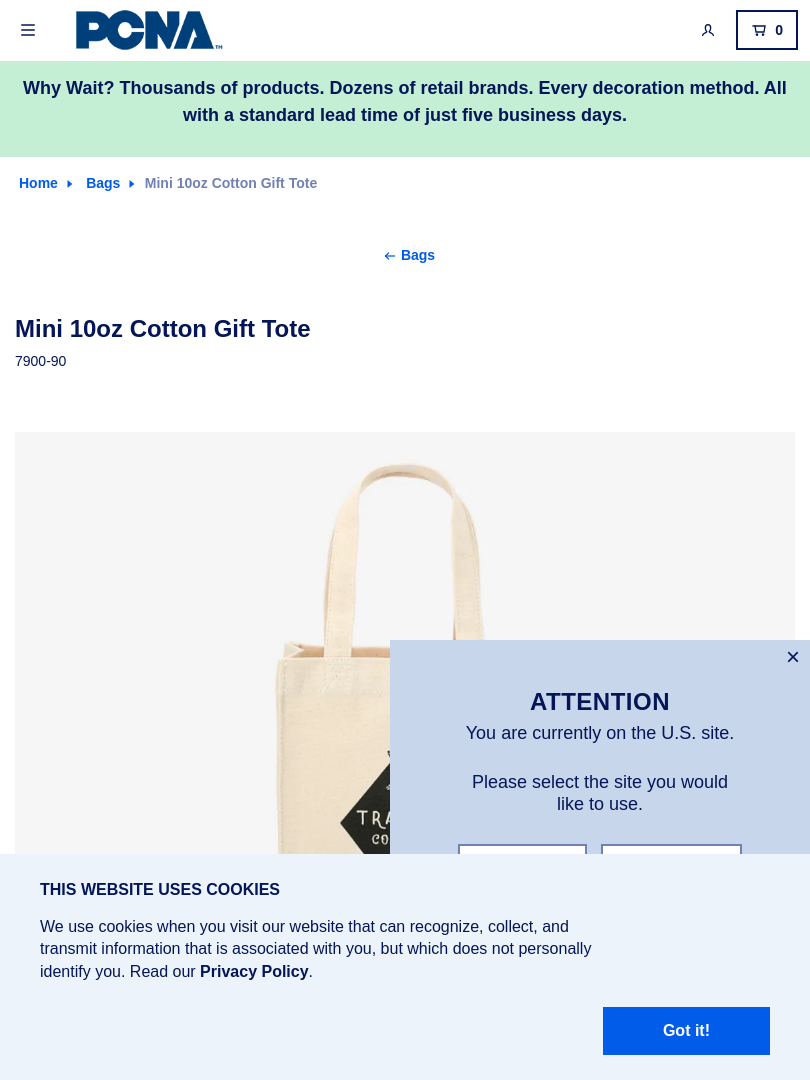 PCNA™
0
Why Wait? Thousands of products. Dozens of retail brands. Every decoration method. All
with a standard lead time of just five business days.
Home Bags Mini 10oz Cotton Gift Tote
Bags
Mini 10oz Cotton Gift Tote
7900-90
ATTENTION
You are currently on the U.S. site.
Please select the site you would
like to use.
THIS WEBSITE USES COOKIES
We use cookies when you visit our website that can recognize, collect, and
transmit information that is associated with you, but which does not personally
identify you. Read our Privacy Policy.
Got it!